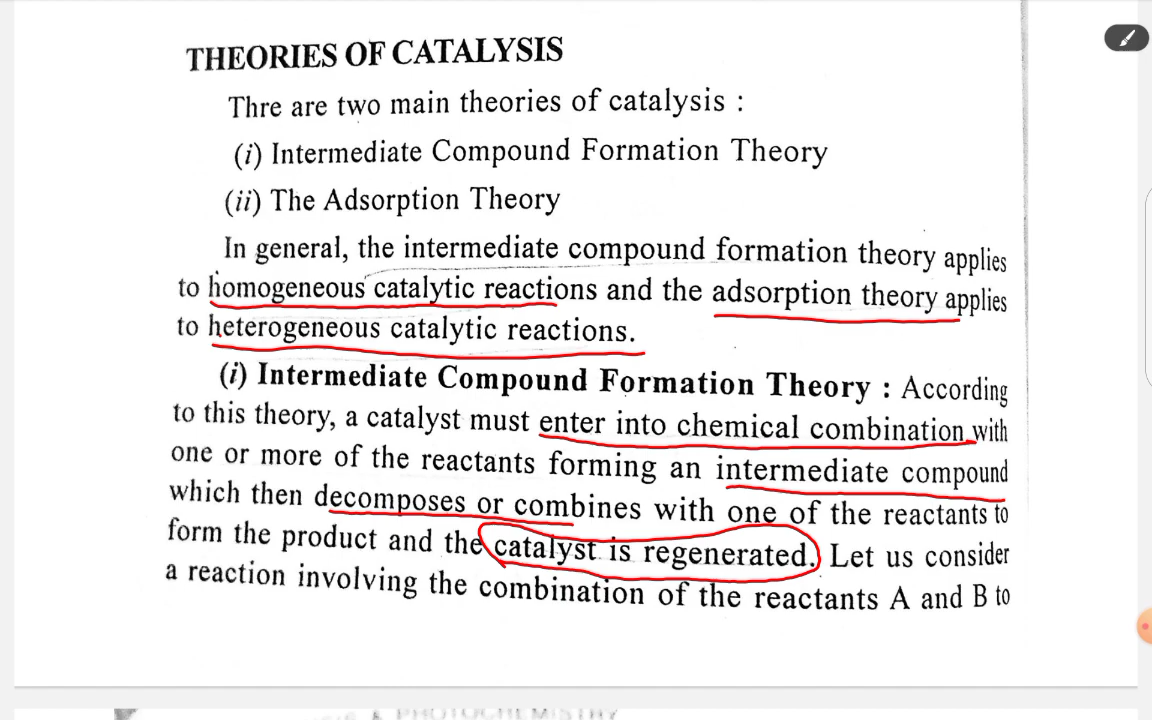 THEORIES OF CATALYSIS
Thre are two main theories of catalysis :
(i) Intermediate Compound Formation Theory
(ii) The Adsorption Theory
In general, the intermediate compound formation theory applies
to homogeneous catalytic reactions and the adsorption theory applies
to heterogeneous catalytic reactions.
(i) Intermediate Compound Formation Theory : According
to this theory, a catalyst must enter into chemical combination with
one or more of the reactants forming an intermediate compound
which then decomposes or combines with one of the reactants to
form the product and the catalyst is regenerated. Let us consider
a reaction involving the combination of the reactants A and B to
& PHOTOCHEMISTRY